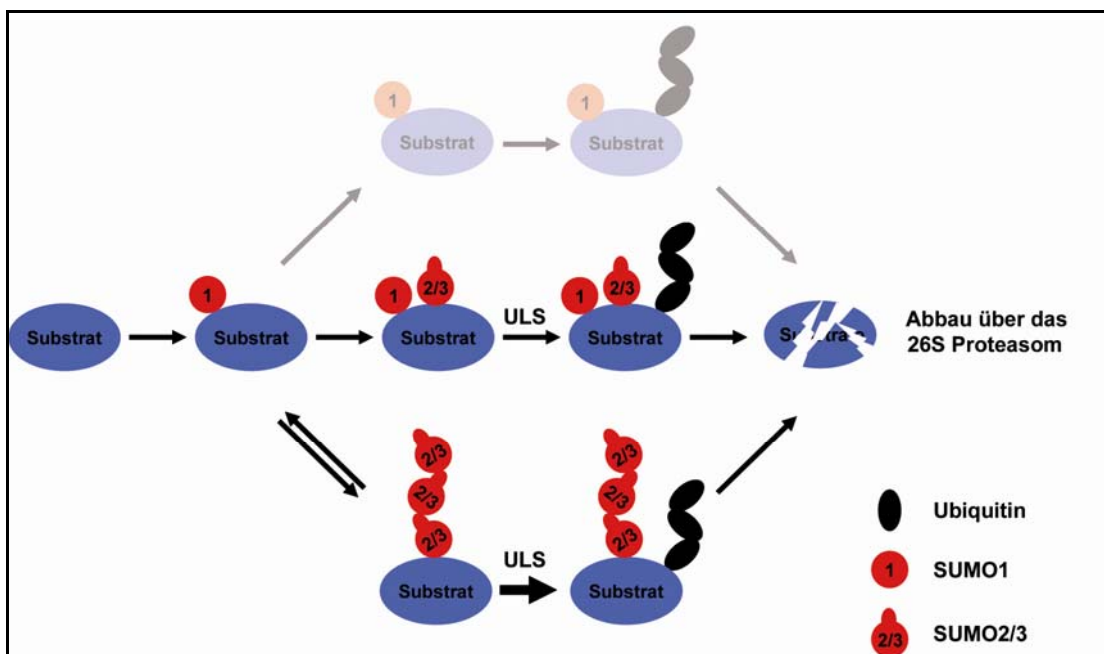 1
Substrat
1
Substrat
Substrat
1
Substrat
1
2/3
Substrat
ULS
1
2/3
Substrat
Substrat
Abbau über das
26S Proteasom
2/3
2/3
2/3
Substrat
ULS
2/3
2/3
2/3
Substrat
Ubiquitin
1
SUMO1
2/3
SUMO2/3